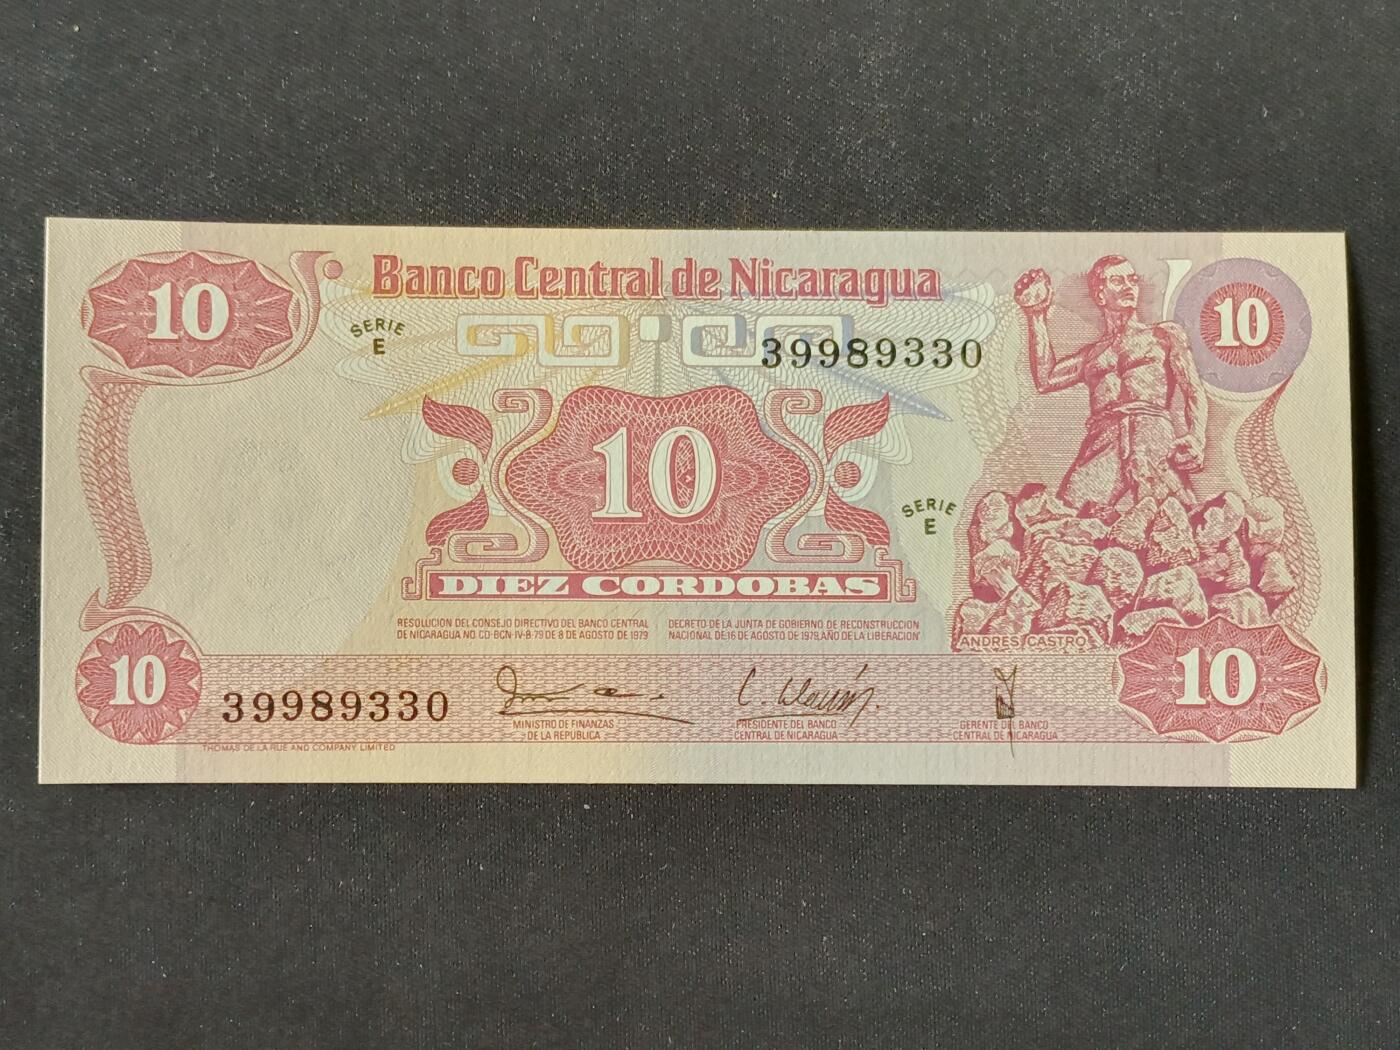 10
Banco Central de Nicaragua
10
SERIE
E
39989330
10
SERIE
E
DIEZ CORDOBAS
RESOLUCION DEL CONSEJO DIRECTIVO DEL BANCO CENTRAL
DE NICARAGUA NO. CD-BCN-IV-B-79 DE 8 DE AGOSTO DE 1979
DECRETO DE LA JUNTA DE GOBIERNO DE RECONSTRUCCION
NACIONAL DE 16 DE AGOSTO DE 1979, AÑO DE LA LIBERACION
ANDRES CASTRO
10
10
39989330
MINISTRO DE FINANZAS
DE LA REPUBLICA
PRESIDENTE DEL BANCO
CENTRAL DE NICARAGUA
GERENTE DEL BANCO
CENTRAL DE NICARAGUA
THOMAS DE LA RUE AND COMPANY LIMITED